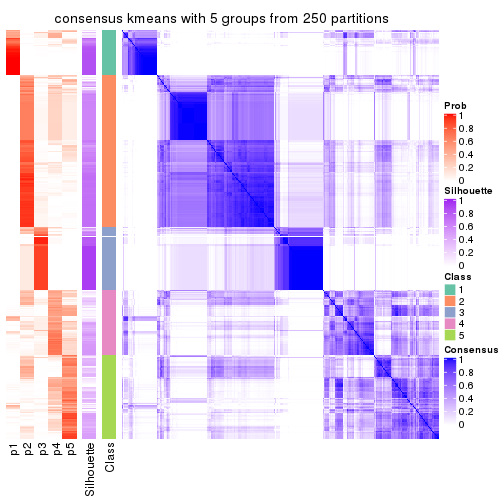 consensus kmeans with 5 groups from 250 partitions
p1
p2
p3
p4
p5
Silhouette
Class
Prob
1
0.8
0.6
0.4
0.2
0
Silhouette
1
0.8
0.6
0.4
0.2
0
Class
1
2
3
4
5
Consensus
1
0.8
0.6
0.4
0.2
0